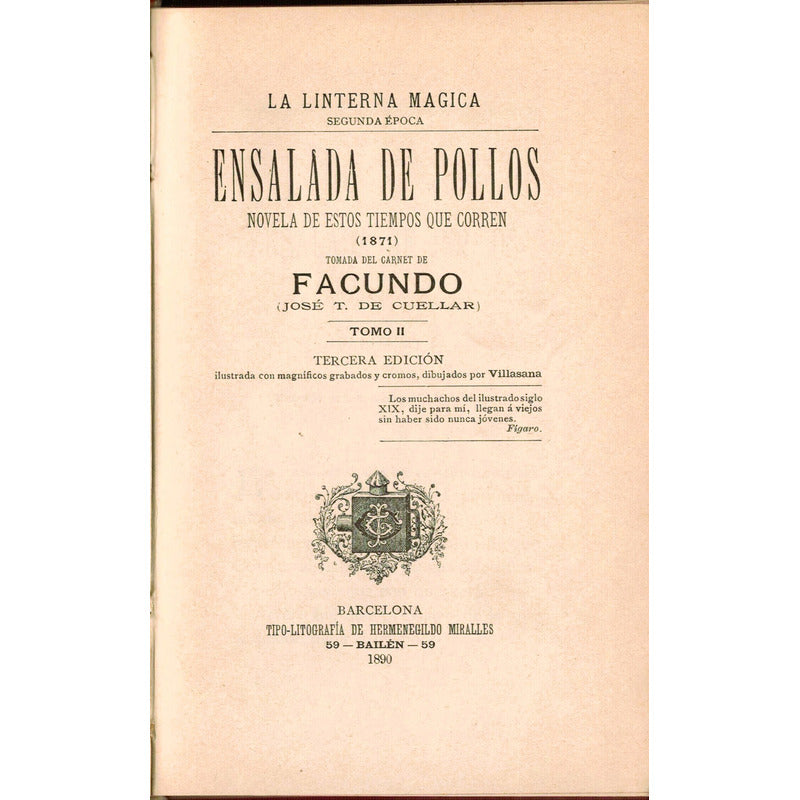 LA LINTERNA MAGICA
SEGUNDA ÉPOCA
ENSALADA DE POLLOS
NOVELA DE ESTOS TIEMPOS QUE CORREN
(1871)
TOMADA DEL CARNET DE
FACUNDO
(JOSÉ T. DE CUELLAR)
TOMO II
TERCERA EDICIÓN
ilustrada con magníficos grabados y cromos, dibujados por Villasana
Los muchachos del ilustrado siglo
XIX, dije para mí, llegan á viejos
sin haber sido nunca jóvenes.
Fígaro.
BARCELONA
TIPO-LITOGRAFÍA DE HERMENEGILDO MIRALLES
59 — BAILÉN — 59
1890